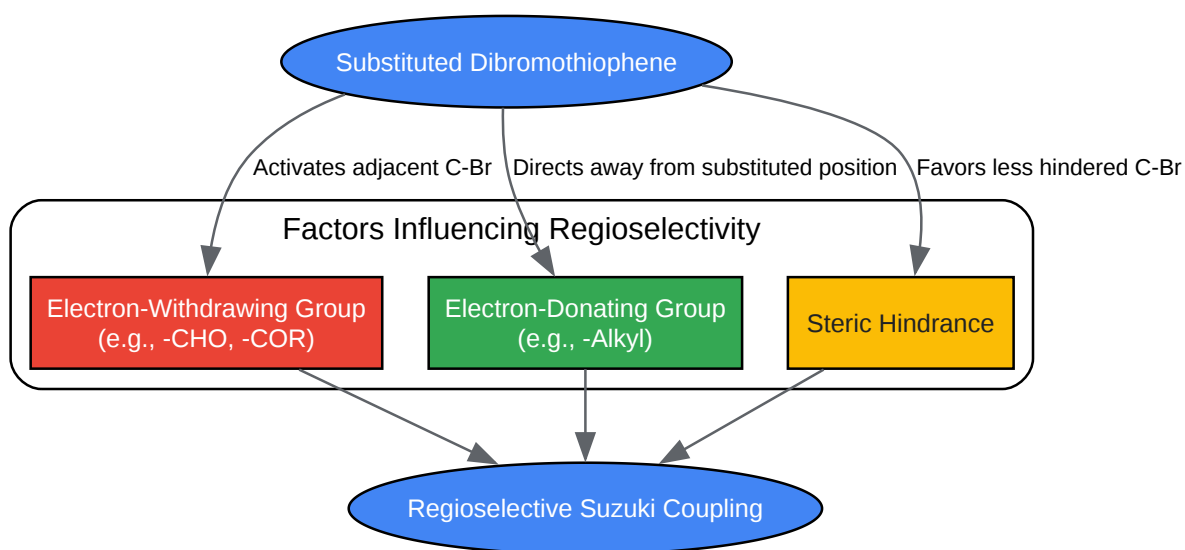 Substituted Dibromothiophene
Activates adjacent C-Br
Directs away from substituted position
Favors less hindered C-Br
Factors Influencing Regioselectivity
Electron-Withdrawing Group
(e.g., -CHO, -COR)
Electron-Donating Group
(e.g., -Alkyl)
Steric Hindrance
Regioselective Suzuki Coupling